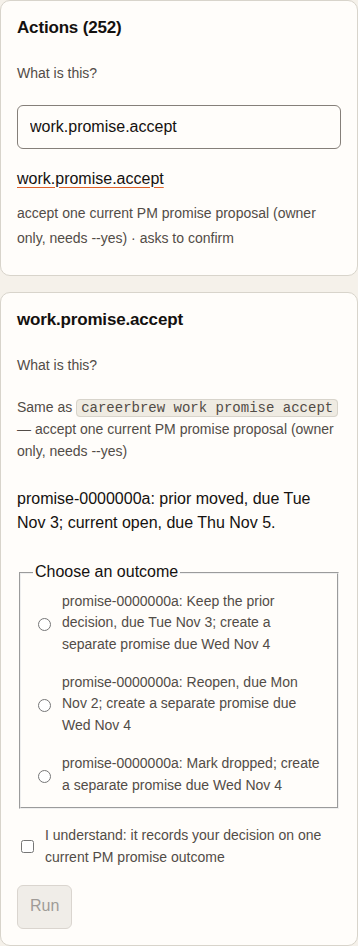 Actions (252)
What is this?
work.promise.accept
work.promise.accept
accept one current PM promise proposal (owner
only, needs --yes) · asks to confirm
work.promise.accept
What is this?
Same as careerbrew work promise accept
— accept one current PM promise proposal (owner
only, needs --yes)
promise-0000000a: prior moved, due Tue
Nov 3; current open, due Thu Nov 5.
Choose an outcome
promise-0000000a: Keep the prior
decision, due Tue Nov 3; create a
separate promise due Wed Nov 4
promise-0000000a: Reopen, due Mon
Nov 2; create a separate promise due
Wed Nov 4
promise-0000000a: Mark dropped; create
a separate promise due Wed Nov 4
I understand: it records your decision on one
current PM promise outcome
Run